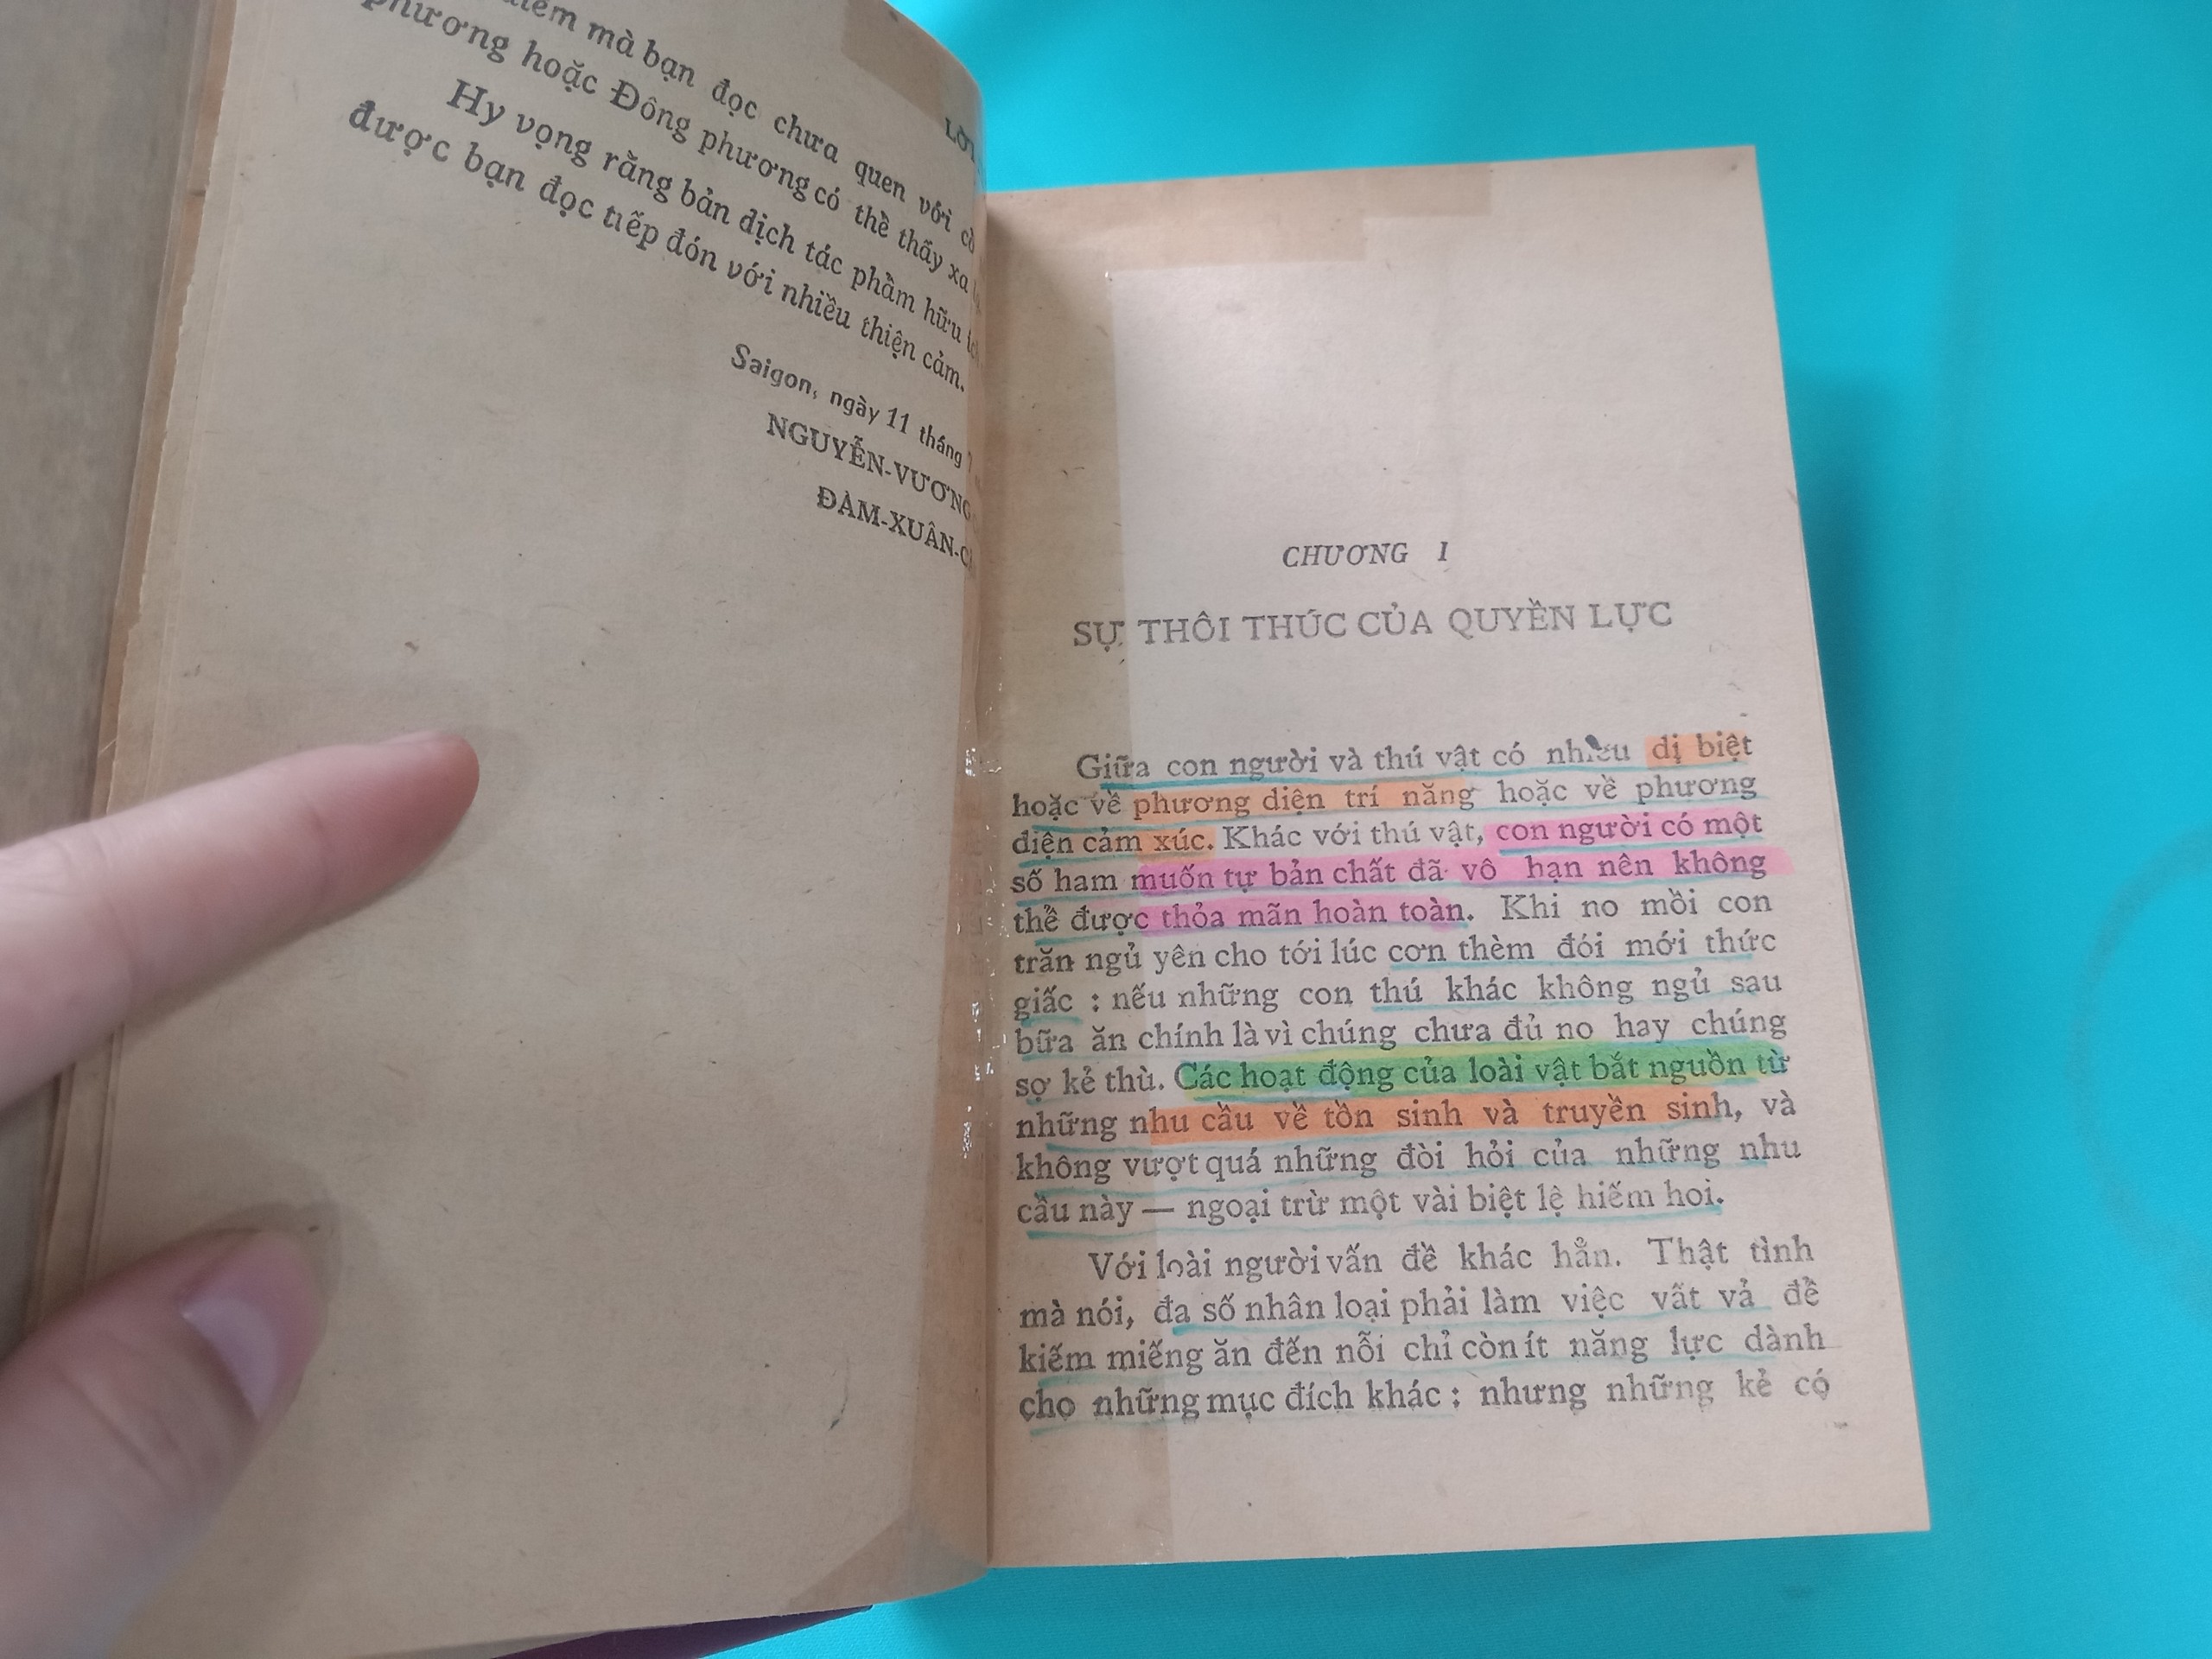 mà bạn đọc chưa quen với
phương hoặc Đông phương có thể thấy xa
Hy vọng rằng bản dịch tác phẩm hữu
được bạn đọc tiếp đón với nhiều thiện cảm.
Saigon, ngày 11 tháng
NGUYỄN-VƯƠNG
ĐÀM-XUÂN-C
LỜI
CHƯƠNG I
SỰ THÔI THÚC CỦA QUYỀN LỰC
Giữa con người và thú vật có nhiều dị biệt
hoặc về phương diện trí năng hoặc về phương
diện cảm xúc. Khác với thú vật, con người có một
số ham muốn tự bản chất đã vô hạn nên không
thể được thỏa mãn hoàn toàn. Khi no mồi con
trăn ngủ yên cho tới lúc cơn thèm đói mới thức
giấc : nếu những con thú khác không ngủ sau
bữa ăn chính là vì chúng chưa đủ no hay chúng
sợ kẻ thù. Các hoạt động của loài vật bắt nguồn từ
những nhu cầu về tồn sinh và truyền sinh, và
không vượt quá những đòi hỏi của những nhu
cầu này — ngoại trừ một vài biệt lệ hiếm hoi.
Với loài người vấn đề khác hẳn. Thật tình
mà nói, đa số nhân loại phải làm việc vất vả để
kiếm miếng ăn đến nỗi chỉ còn ít năng lực dành
cho những mục đích khác ; nhưng những kẻ có